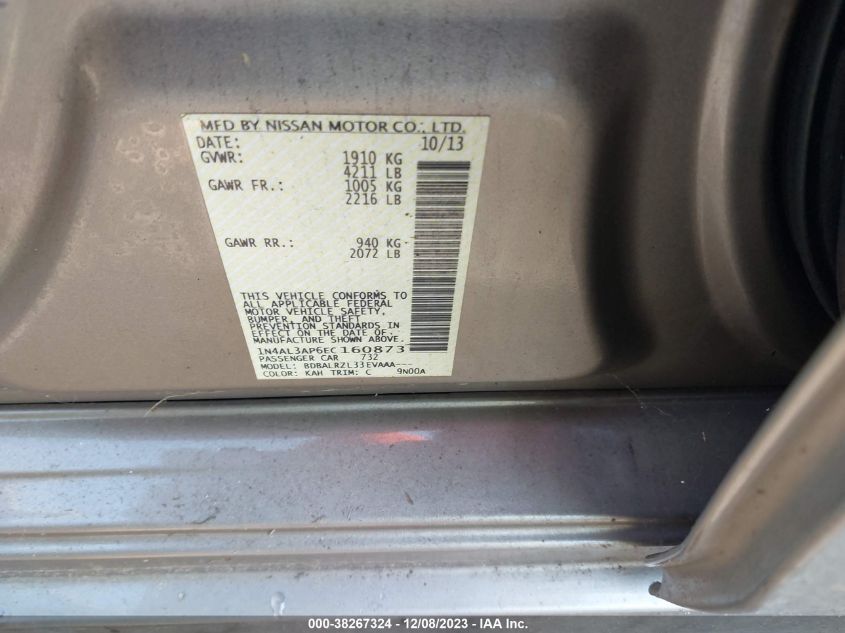 MFD BY NISSAN MOTOR CO., LTD.
DATE: 10/13
GVWR: 1910 KG
4211 LB
GAWR FR.: 1005 KG
2216 LB
GAWR RR.: 940 KG
2072 LB
THIS VEHICLE CONFORMS TO
ALL APPLICABLE FEDERAL
MOTOR VEHICLE SAFETY,
BUMPER, AND THEFT
PREVENTION STANDARDS IN
EFFECT ON THE DATE OF
MANUFACTURE SHOWN ABOVE.
1N4AL3AP6EC160873
PASSENGER CAR 732
MODEL: BDBALRZL33EVAAA---
COLOR: KAH TRIM: C 9N00A
000-38267324 - 12/08/2023 - IAA Inc.